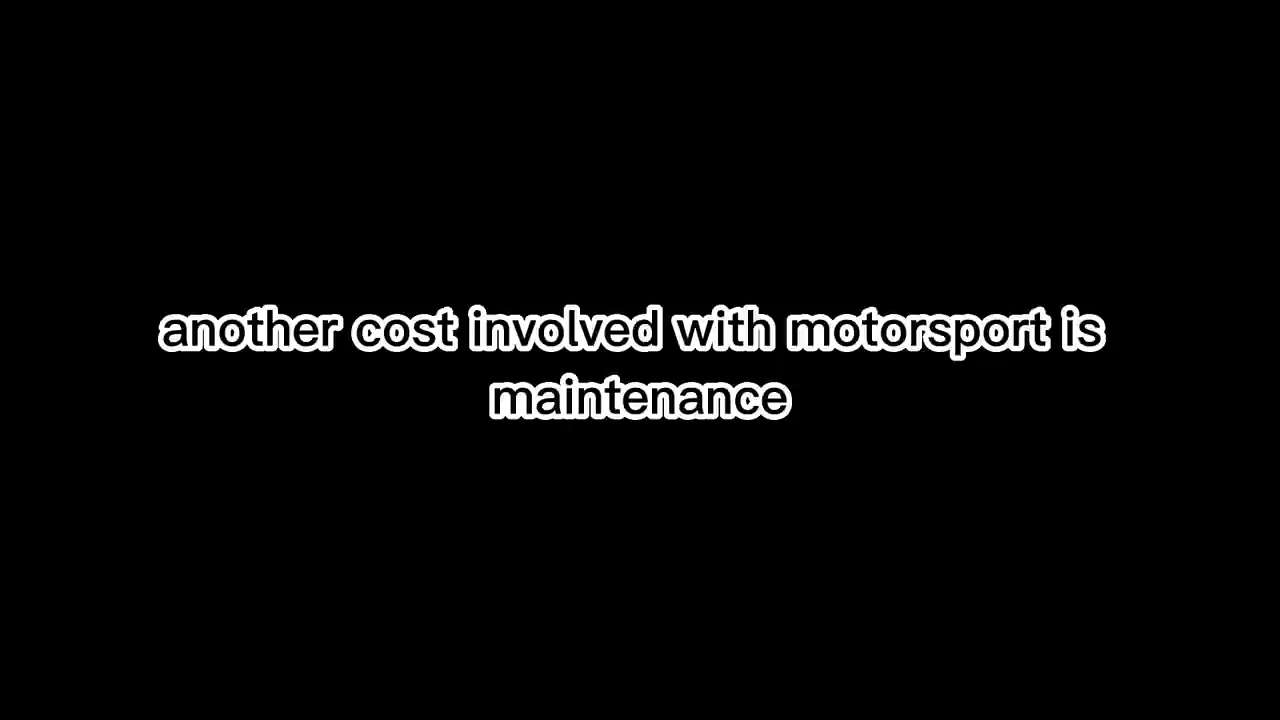 another cost involved with motorsport is
maintenance